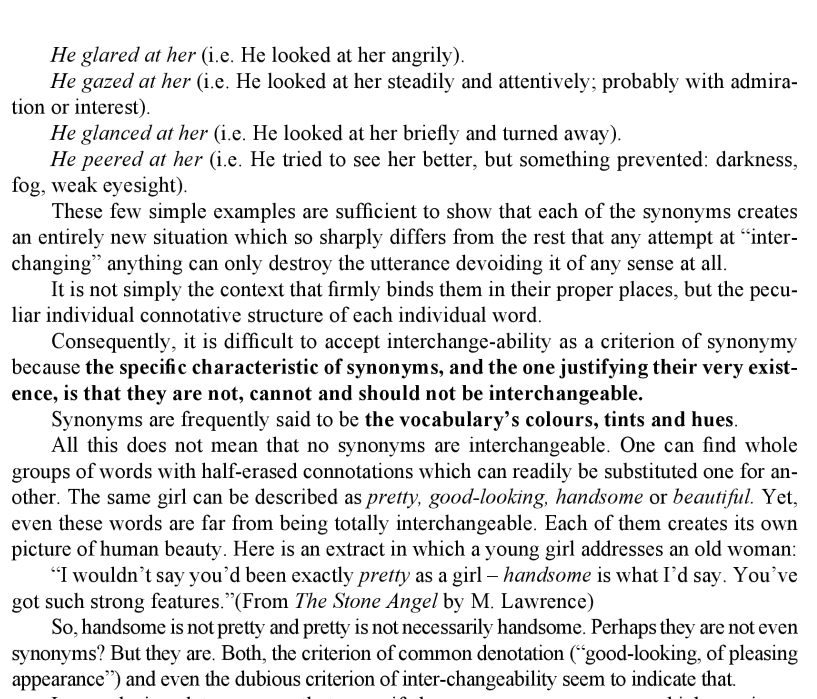 He glared at her (i.e. He looked at her angrily).
He gazed at her (i.e. He looked at her steadily and attentively; probably with admira-
tion or interest).
He glanced at her (i.e. He looked at her briefly and turned away).
He peered at her (i.e. He tried to see her better, but something prevented: darkness,
fog, weak eyesight).
These few simple examples are sufficient to show that each of the synonyms creates
an entirely new situation which so sharply differs from the rest that any attempt at “inter-
changing” anything can only destroy the utterance devoiding it of any sense at all.
It is not simply the context that firmly binds them in their proper places, but the pecu-
liar individual connotative structure of each individual word.
Consequently, it is difficult to accept interchange-ability as a criterion of synonymy
because the specific characteristic of synonyms, and the one justifying their very exist-
ence, is that they are not, cannot and should not be interchangeable.
Synonyms are frequently said to be the vocabulary’s colours, tints and hues.
All this does not mean that no synonyms are interchangeable. One can find whole
groups of words with half-erased connotations which can readily be substituted one for an-
other. The same girl can be described as pretty, good-looking, handsome or beautiful. Yet,
even these words are far from being totally interchangeable. Each of them creates its own
picture of human beauty. Here is an extract in which a young girl addresses an old woman:
“I wouldn’t say you’d been exactly pretty as a girl – handsome is what I’d say. You’ve
got such strong features.”(From The Stone Angel by M. Lawrence)
So, handsome is not pretty and pretty is not necessarily handsome. Perhaps they are not even
synonyms? But they are. Both, the criterion of common denotation (“good-looking, of pleasing
appearance”) and even the dubious criterion of inter-changeability seem to indicate that.